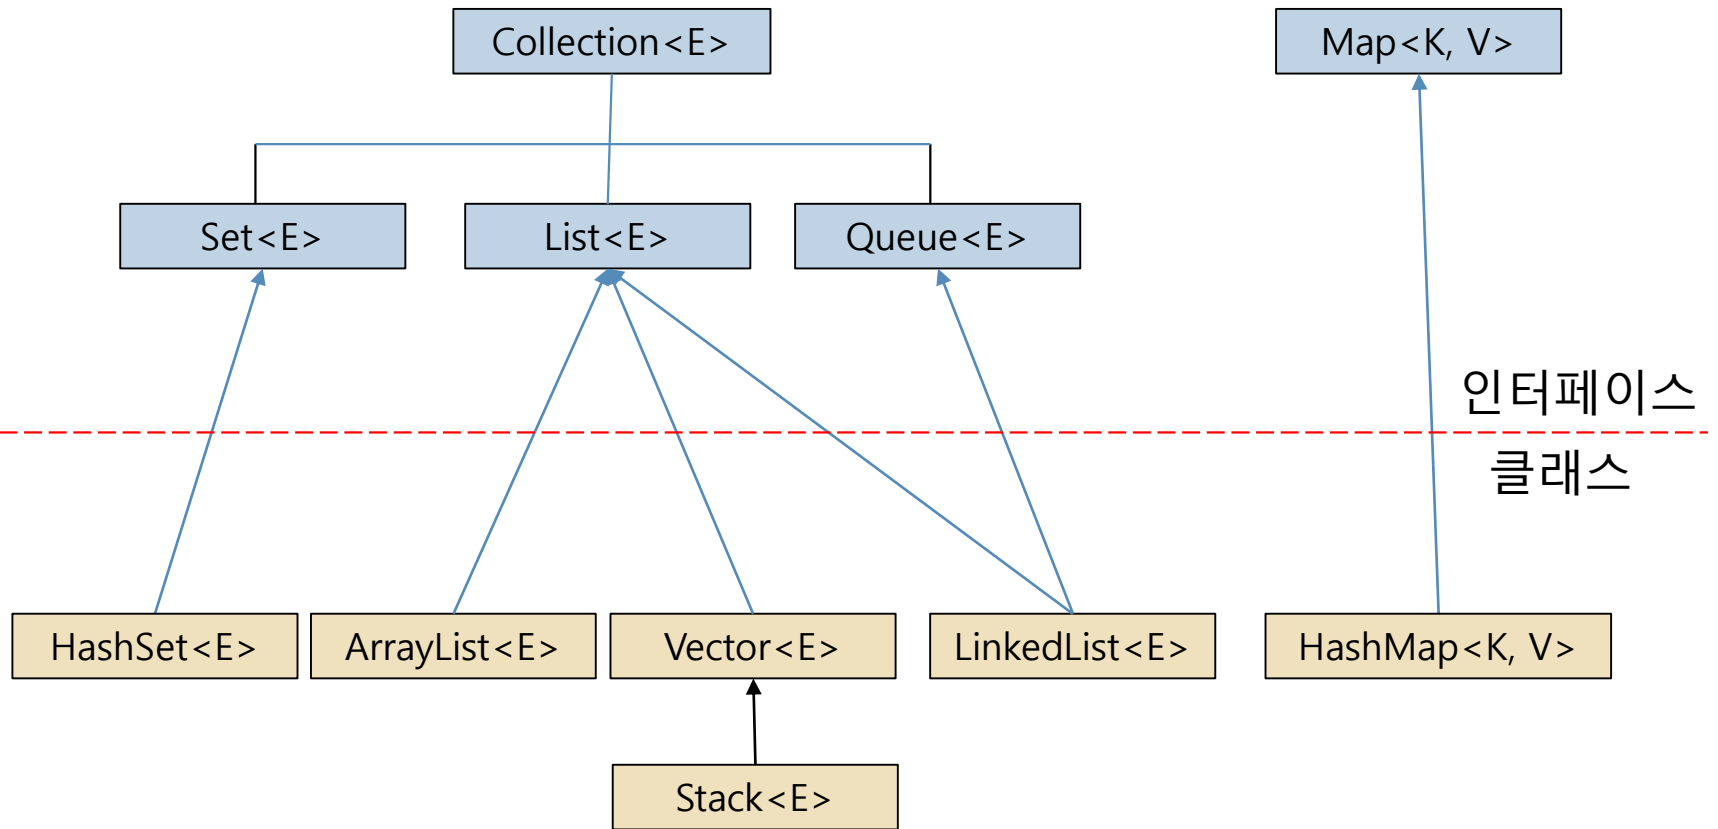 Collection<E>
Map<K, V>
Set<E>
List<E>
Queue<E>
인터페이스
클래스
HashSet<E>
ArrayList<E>
Vector<E>
LinkedList<E>
HashMap<K, V>
Stack<E>